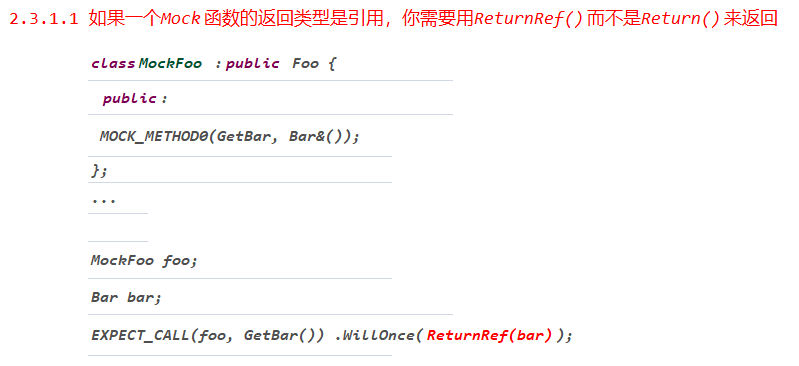 2.3.1.1 如果一个Mock函数的返回类型是引用，你需要用ReturnRef()而不是Return()来返回
class MockFoo : public Foo {
public:
MOCK_METHOD0(GetBar, Bar&());
};
...
MockFoo foo;
Bar bar;
EXPECT_CALL(foo, GetBar()) .WillOnce(ReturnRef(bar));